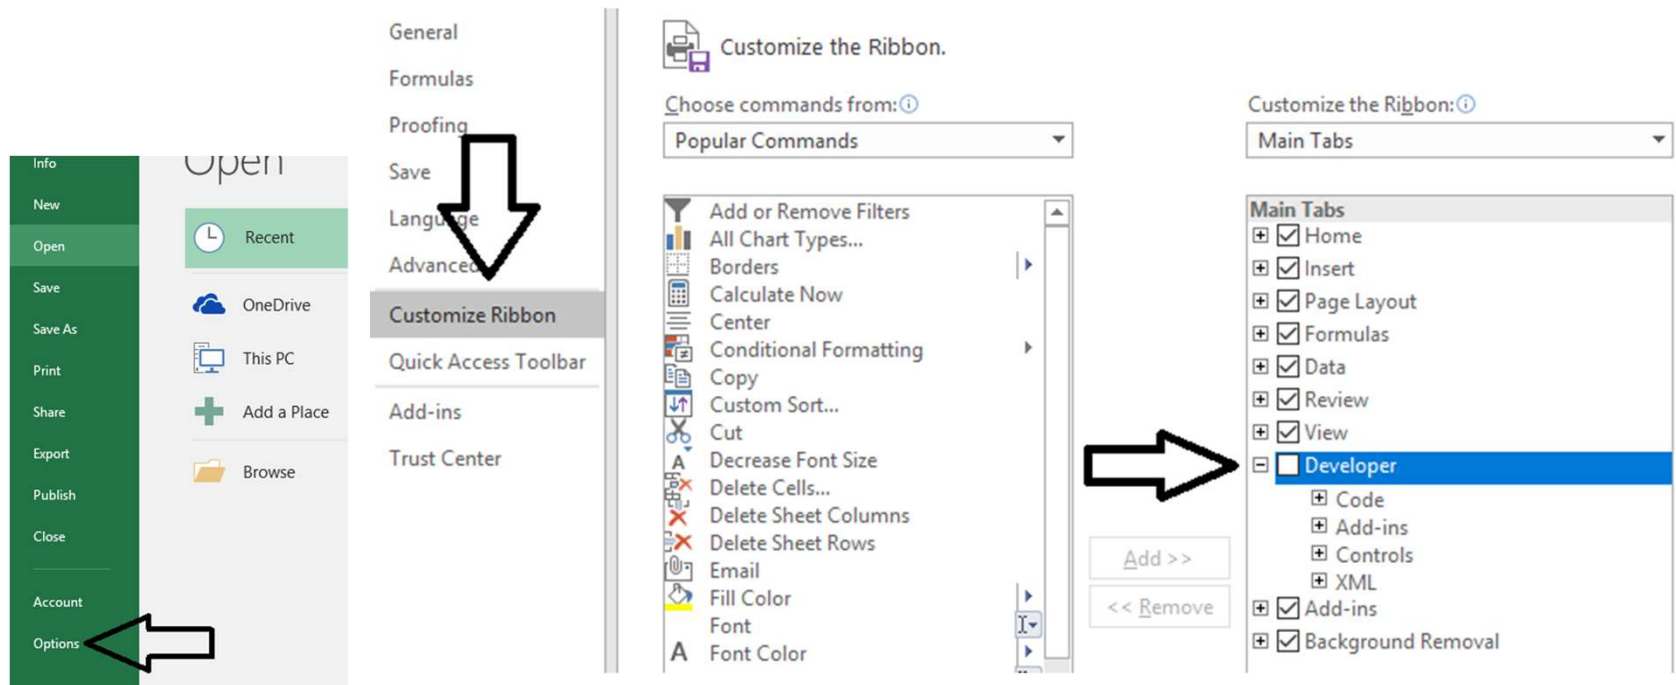 Info
New
Open
Save
Save As
Print
Share
Export
Publish
Close
Account
Options
Open
Recent
OneDrive
This PC
Add a Place
Browse
General
Formulas
Proofing
Save
Language
Advanced
Customize Ribbon
Quick Access Toolbar
Add-ins
Trust Center
Customize the Ribbon.
Choose commands from:
Popular Commands
Add or Remove Filters
All Chart Types...
Borders
Calculate Now
Center
Conditional Formatting
Copy
Custom Sort...
Cut
Decrease Font Size
Delete Cells...
Delete Sheet Columns
Delete Sheet Rows
Email
Fill Color
Font
Font Color
Add >>
<< Remove
Customize the Ribbon:
Main Tabs
Main Tabs
Home
Insert
Page Layout
Formulas
Data
Review
View
Developer
Code
Add-ins
Controls
XML
Add-ins
Background Removal